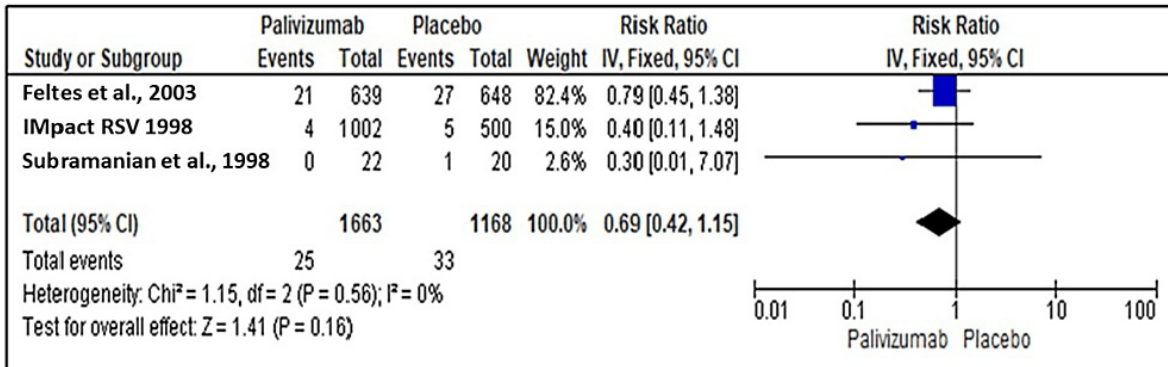 Palivizumab Placebo Risk Ratio Risk Ratio
Study or Subgroup Events Total Events Total Weight IV, Fixed, 95% CI IV, Fixed, 95% CI
Feltes et al., 2003 21 639 27 648 82.4% 0.79 [0.45, 1.38]
IMpact RSV 1998 4 1002 5 500 15.0% 0.40 [0.11, 1.48]
Subramanian et al., 1998 0 22 1 20 2.6% 0.30 [0.01, 7.07]
Total (95% CI) 1663 1168 100.0% 0.69 [0.42, 1.15]
Total events 25 33
Heterogeneity: Chi² = 1.15, df = 2 (P = 0.56); I² = 0%
Test for overall effect: Z = 1.41 (P = 0.16)
0.01 0.1 1 10 100
Palivizumab Placebo